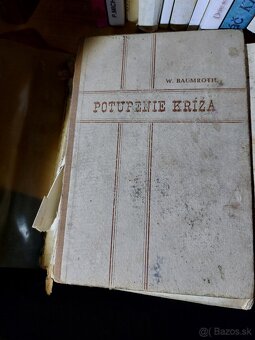 W. BAUMROTH
POTUPENIE KRÍŽA
© Bazos.sk